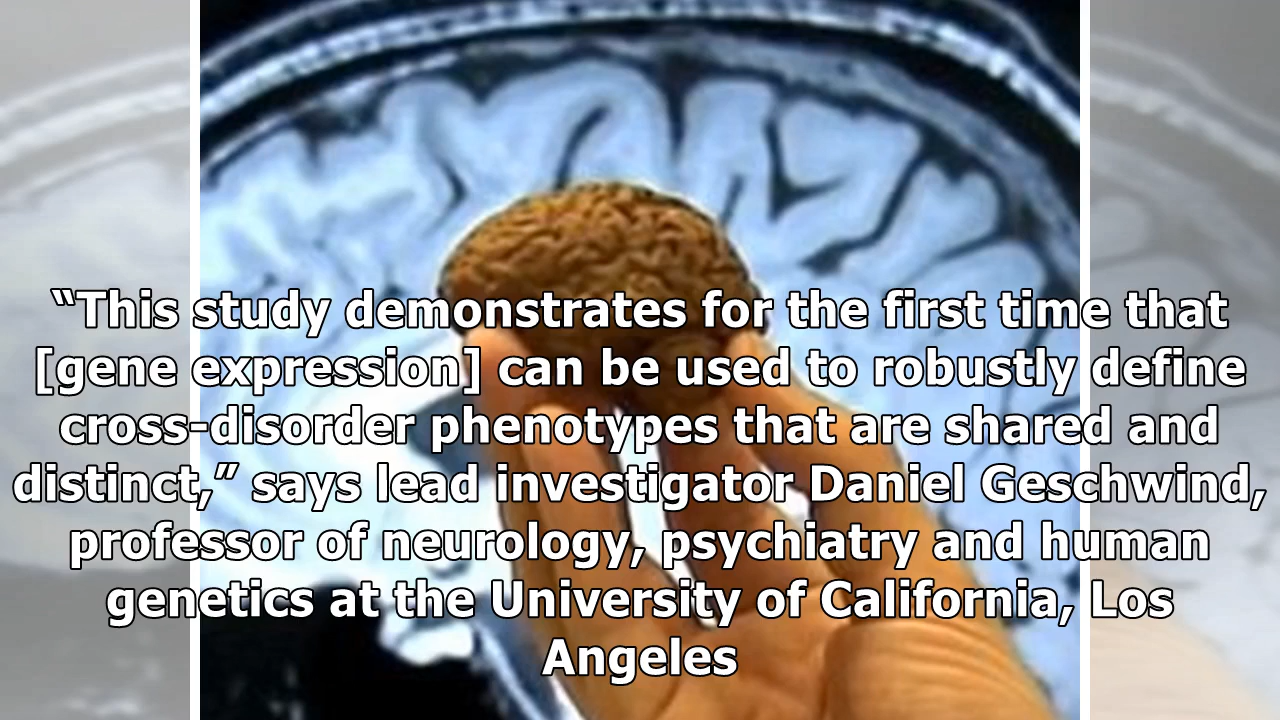 “This study demonstrates for the first time that
[gene expression] can be used to robustly define
cross-disorder phenotypes that are shared and
distinct,” says lead investigator Daniel Geschwind,
professor of neurology, psychiatry and human
genetics at the University of California, Los
Angeles